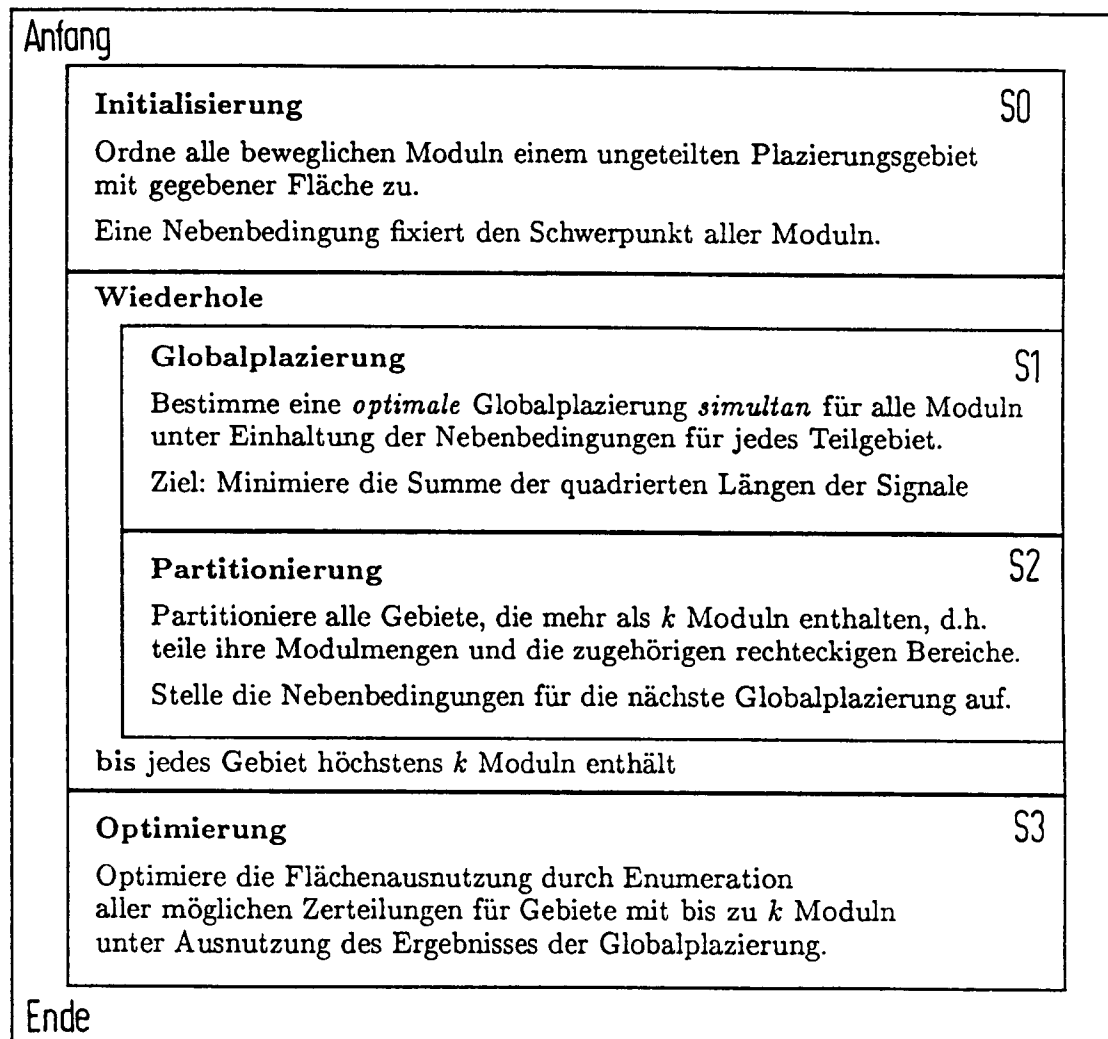 Anfang
Initialisierung S0
Ordne alle beweglichen Moduln einem ungeteilten Plazierungsgebiet
mit gegebener Fläche zu.
Eine Nebenbedingung fixiert den Schwerpunkt aller Moduln.
Wiederhole
Globalplazierung S1
Bestimme eine optimale Globalplazierung simultan für alle Moduln
unter Einhaltung der Nebenbedingungen für jedes Teilgebiet.
Ziel: Minimiere die Summe der quadrierten Längen der Signale
Partitionierung S2
Partitioniere alle Gebiete, die mehr als k Moduln enthalten, d.h.
teile ihre Modulmengen und die zugehörigen rechteckigen Bereiche.
Stelle die Nebenbedingungen für die nächste Globalplazierung auf.
bis jedes Gebiet höchstens k Moduln enthält
Optimierung S3
Optimiere die Flächenausnutzung durch Enumeration
aller möglichen Zerteilungen für Gebiete mit bis zu k Moduln
unter Ausnutzung des Ergebnisses der Globalplazierung.
Ende